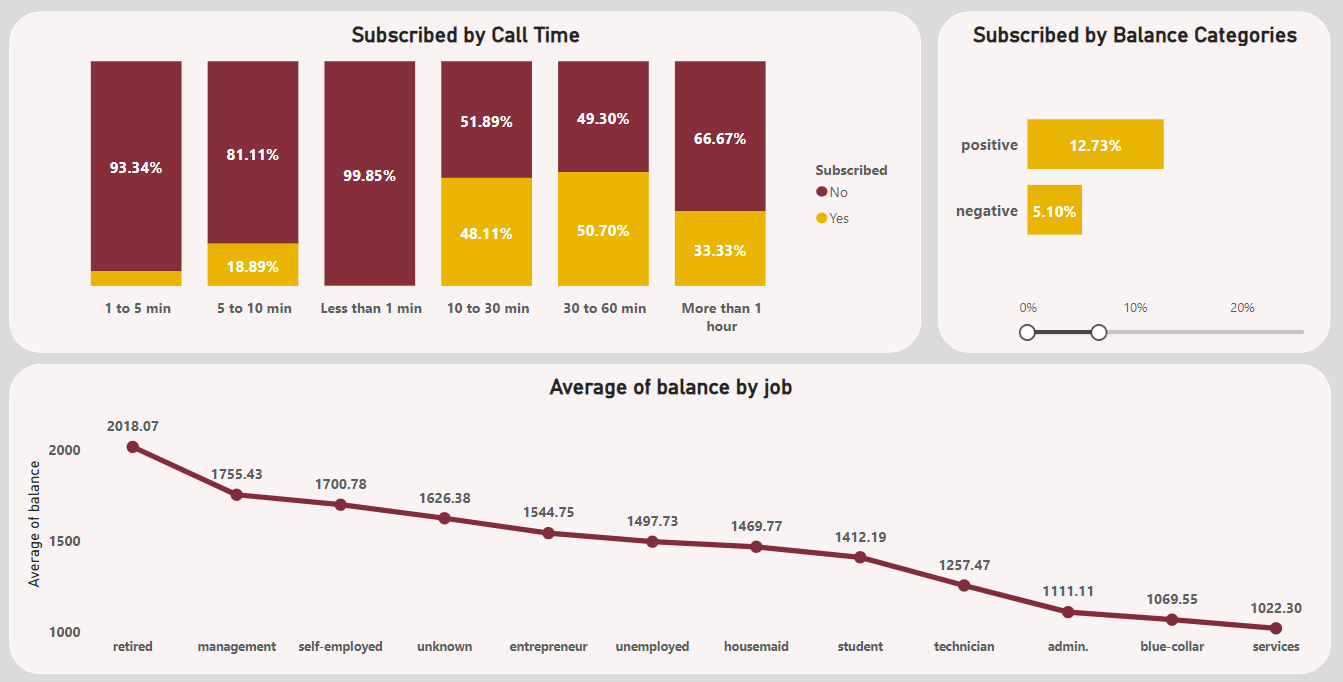 Subscribed by Call Time
93.34%
81.11%
99.85%
51.89%
49.30%
66.67%
18.89%
48.11%
50.70%
33.33%
1 to 5 min
5 to 10 min
Less than 1 min
10 to 30 min
30 to 60 min
More than 1
hour
Subscribed
No
Yes
Subscribed by Balance Categories
positive
12.73%
negative
5.10%
0%
10%
20%
Average of balance by job
Average of balance
2000
1500
1000
2018.07
1755.43
1700.78
1626.38
1544.75
1497.73
1469.77
1412.19
1257.47
1111.11
1069.55
1022.30
retired
management
self-employed
unknown
entrepreneur
unemployed
housemaid
student
technician
admin.
blue-collar
services